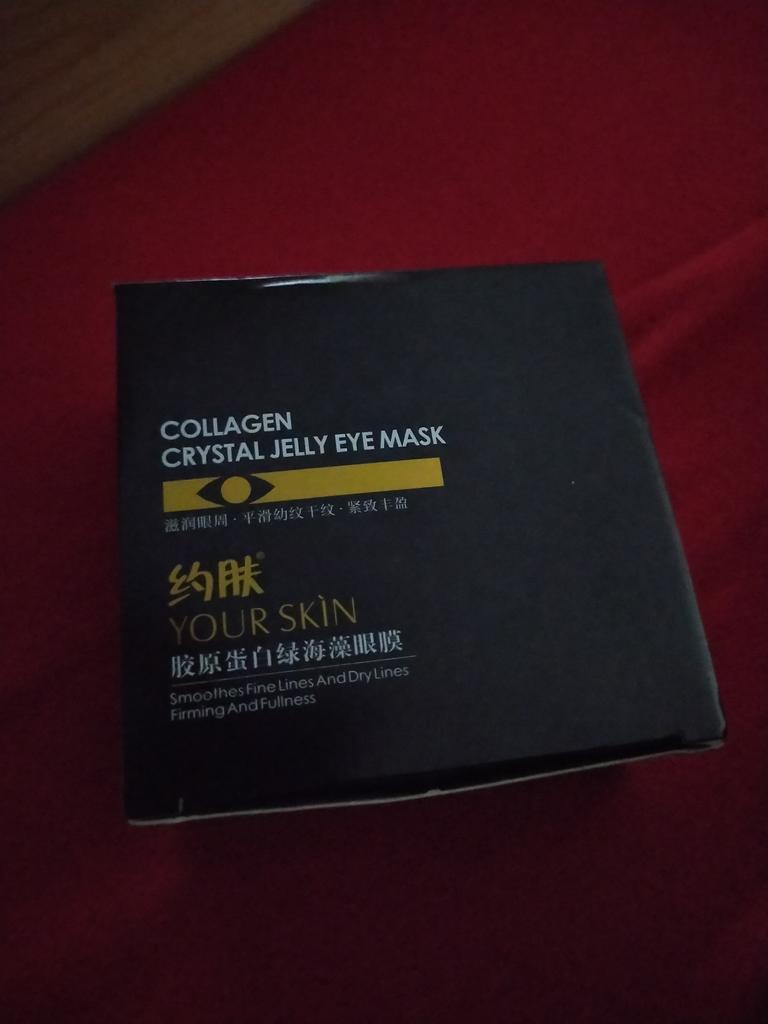 COLLAGEN
CRYSTAL JELLY EYE MASK
滋润眼周·平滑幼纹干纹·紧致丰盈
约肤®
YOUR SKÌN
胶原蛋白绿海藻眼膜
Smoothes Fine Lines And Dry Lines
Firming And Fullness